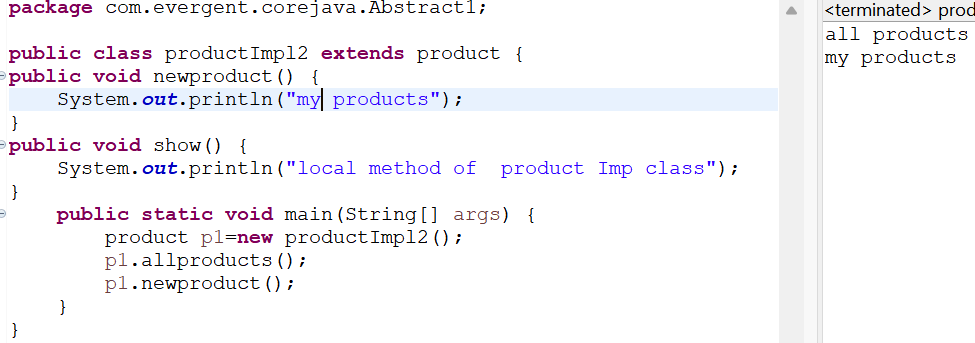 package com.evergent.corejava.Abstract1;
public class productImpl2 extends product {
public void newproduct() {
System.out.println("my products");
}
public void show() {
System.out.println("local method of  product Imp class");
}
public static void main(String[] args) {
product p1=new productImpl2();
p1.allproducts();
p1.newproduct();
}
}
<terminated> prod
all products
my products